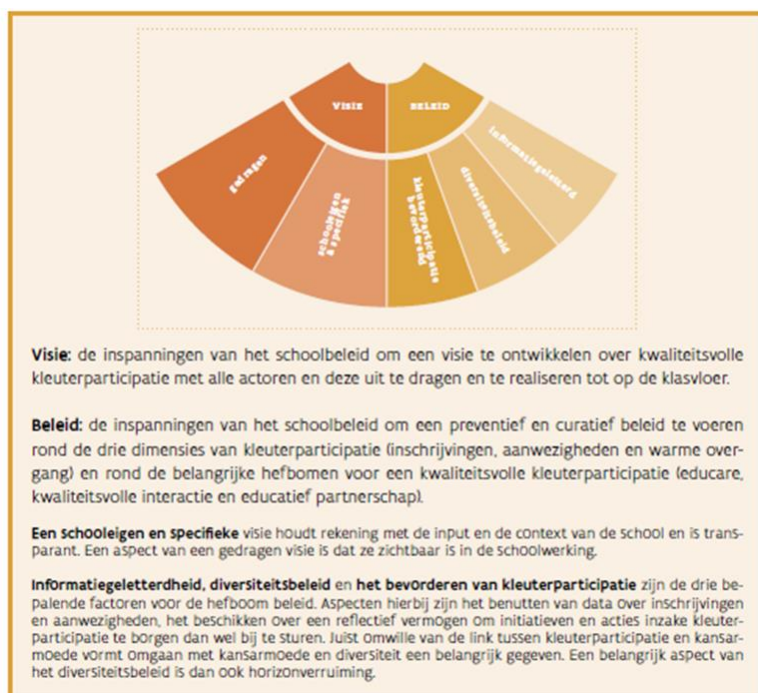 VISIE
BELEID
gedragen
schooleigen
& specifiek
kleuterparticipatie
bevorderend
diversiteitsbeleid
informatiegeletterd
Visie: de inspanningen van het schoolbeleid om een visie te ontwikkelen over kwaliteitsvolle
kleuterparticipatie met alle actoren en deze uit te dragen en te realiseren tot op de klasvloer.
Beleid: de inspanningen van het schoolbeleid om een preventief en curatief beleid te voeren
rond de drie dimensies van kleuterparticipatie (inschrijvingen, aanwezigheden en warme over-
gang) en rond de belangrijke hefbomen voor een kwaliteitsvolle kleuterparticipatie (educare,
kwaliteitsvolle interactie en educatief partnerschap).
Een schooleigen en specifieke visie houdt rekening met de input en de context van de school en is trans-
parant. Een aspect van een gedragen visie is dat ze zichtbaar is in de schoolwerking.
Informatiegeletterdheid, diversiteitsbeleid en het bevorderen van kleuterparticipatie zijn de drie be-
palende factoren voor de hefboom beleid. Aspecten hierbij zijn het benutten van data over inschrijvingen
en aanwezigheden, het beschikken over een reflectief vermogen om initiatieven en acties inzake kleuter-
participatie te borgen dan wel bij te sturen. Juist omwille van de link tussen kleuterparticipatie en kansar-
moede vormt omgaan met kansarmoede en diversiteit een belangrijk gegeven. Een belangrijk aspect van
het diversiteitsbeleid is dan ook horizonverruiming.